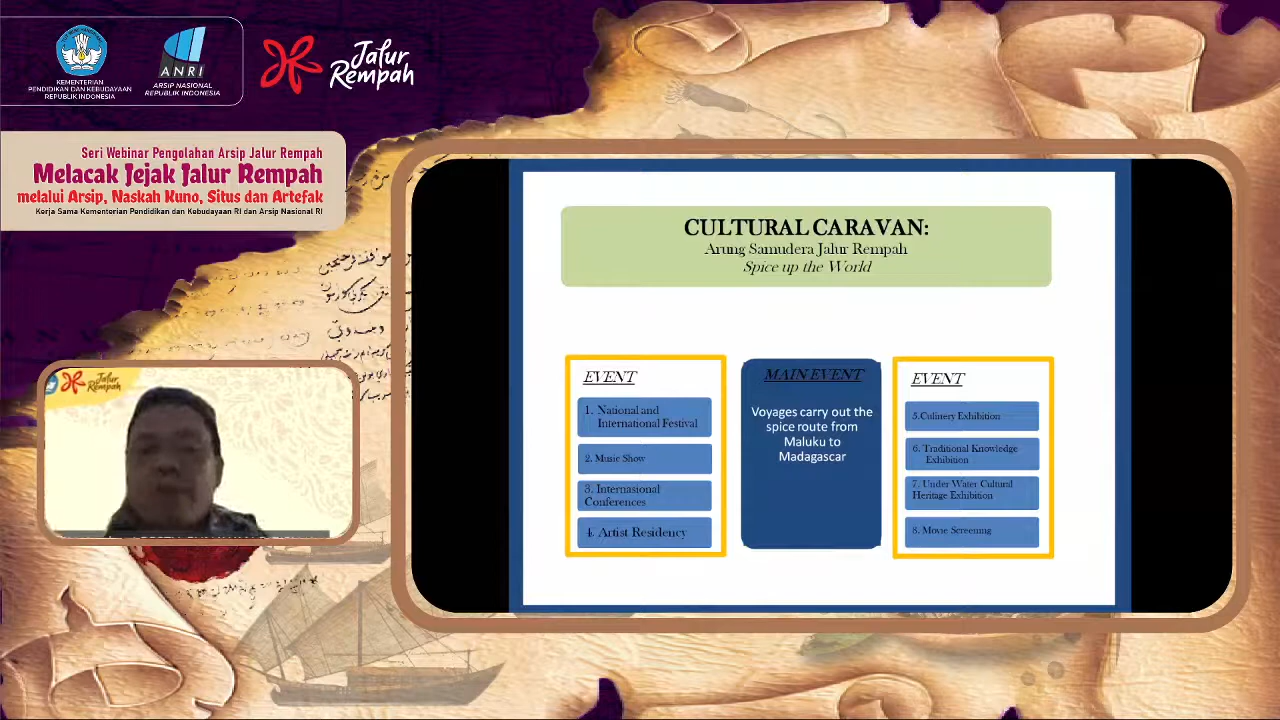 KEMENTERIAN
PENDIDIKAN DAN KEBUDAYAAN
REPUBLIK INDONESIA
ANRI
ARSIP NASIONAL
REPUBLIK INDONESIA
Jalur
Rempah
Seri Webinar Pengolahan Arsip Jalur Rempah
Melacak Jejak Jalur Rempah
melalui Arsip, Naskah Kuno, Situs dan Artefak
Kerja Sama Kementerian Pendidikan dan Kebudayaan RI dan Arsip Nasional RI
Jalur
Rempah
CULTURAL CARAVAN:
Arung Samudera Jalur Rempah
Spice up the World
EVENT
1. National and
International Festival
2. Music Show
3. Internasional
Conferences
4. Artist Residency
MAIN EVENT
Voyages carry out the
spice route from
Maluku to
Madagascar
EVENT
5.Culinery Exhibition
6. Traditional Knowledge
Exhibition
7. Under Water Cultural
Heritage Exhibition
8. Movie Screening